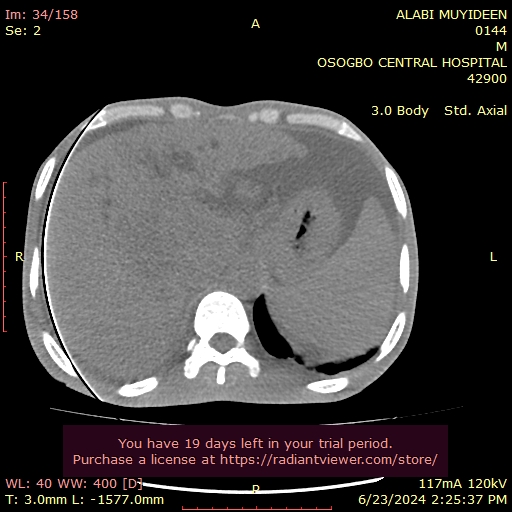 Im: 34/158
Se: 2
A
ALABI MUYIDEEN
0144
M
OSOGBO CENTRAL HOSPITAL
42900
3.0 Body Std. Axial
R
L
You have 19 days left in your trial period.
Purchase a license at https://radiantviewer.com/store/
WL: 40 WW: 400 [D]
T: 3.0mm L: -1577.0mm
P
117mA 120kV
6/23/2024 2:25:37 PM